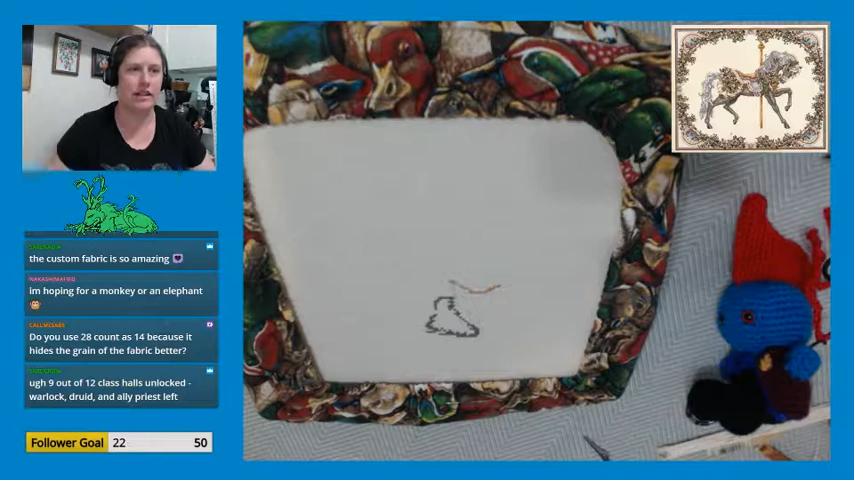 the custom fabric is so amazing
im hoping for a monkey or an elephant
Do you use 28 count as 14 because it
hides the grain of the fabric better?
ugh 9 out of 12 class halls unlocked -
warlock, druid, and ally priest left
Follower Goal 22 50